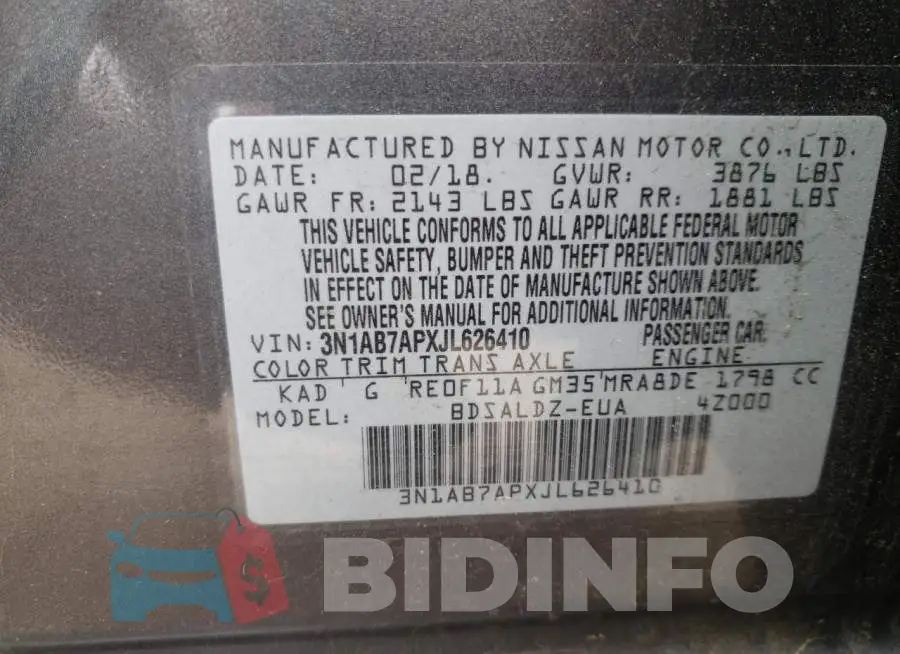 MANUFACTURED BY NISSAN MOTOR CO., LTD.
DATE: 02/18. GVWR: 3876 LBS
GAWR FR: 2143 LBS GAWR RR: 1881 LBS
THIS VEHICLE CONFORMS TO ALL APPLICABLE FEDERAL MOTOR
VEHICLE SAFETY, BUMPER AND THEFT PREVENTION STANDARDS
IN EFFECT ON THE DATE OF MANUFACTURE SHOWN ABOVE.
SEE OWNER'S MANUAL FOR ADDITIONAL INFORMATION.
VIN: 3N1AB7APXJL626410 PASSENGER CAR.
COLOR TRIM TRANS AXLE ENGINE
KAD G RE0F11A GM35 MRA8DE 1798 CC
MODEL: BDSALDZ-EUA 4Z000
3N1AB7APXJL626410
$ BIDINFO